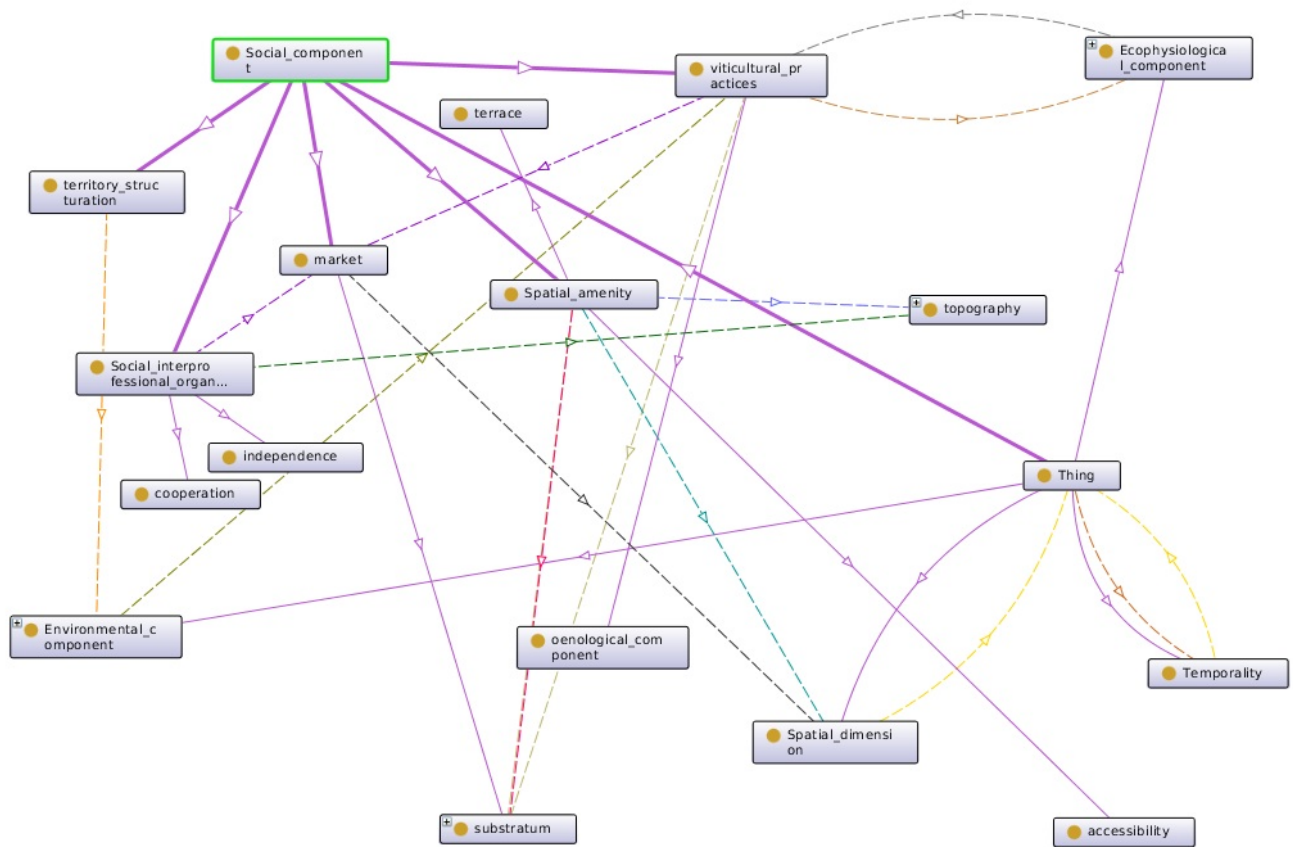 Social_componen
t
viticultural_pr
actices
Ecophysiologica
l_component
terrace
territory_struc
turation
market
Spatial_amenity
topography
Social_interpro
fessional_organ...
independence
cooperation
Thing
Environmental_c
omponent
oenological_com
ponent
Temporality
Spatial_dimensi
on
substratum
accessibility